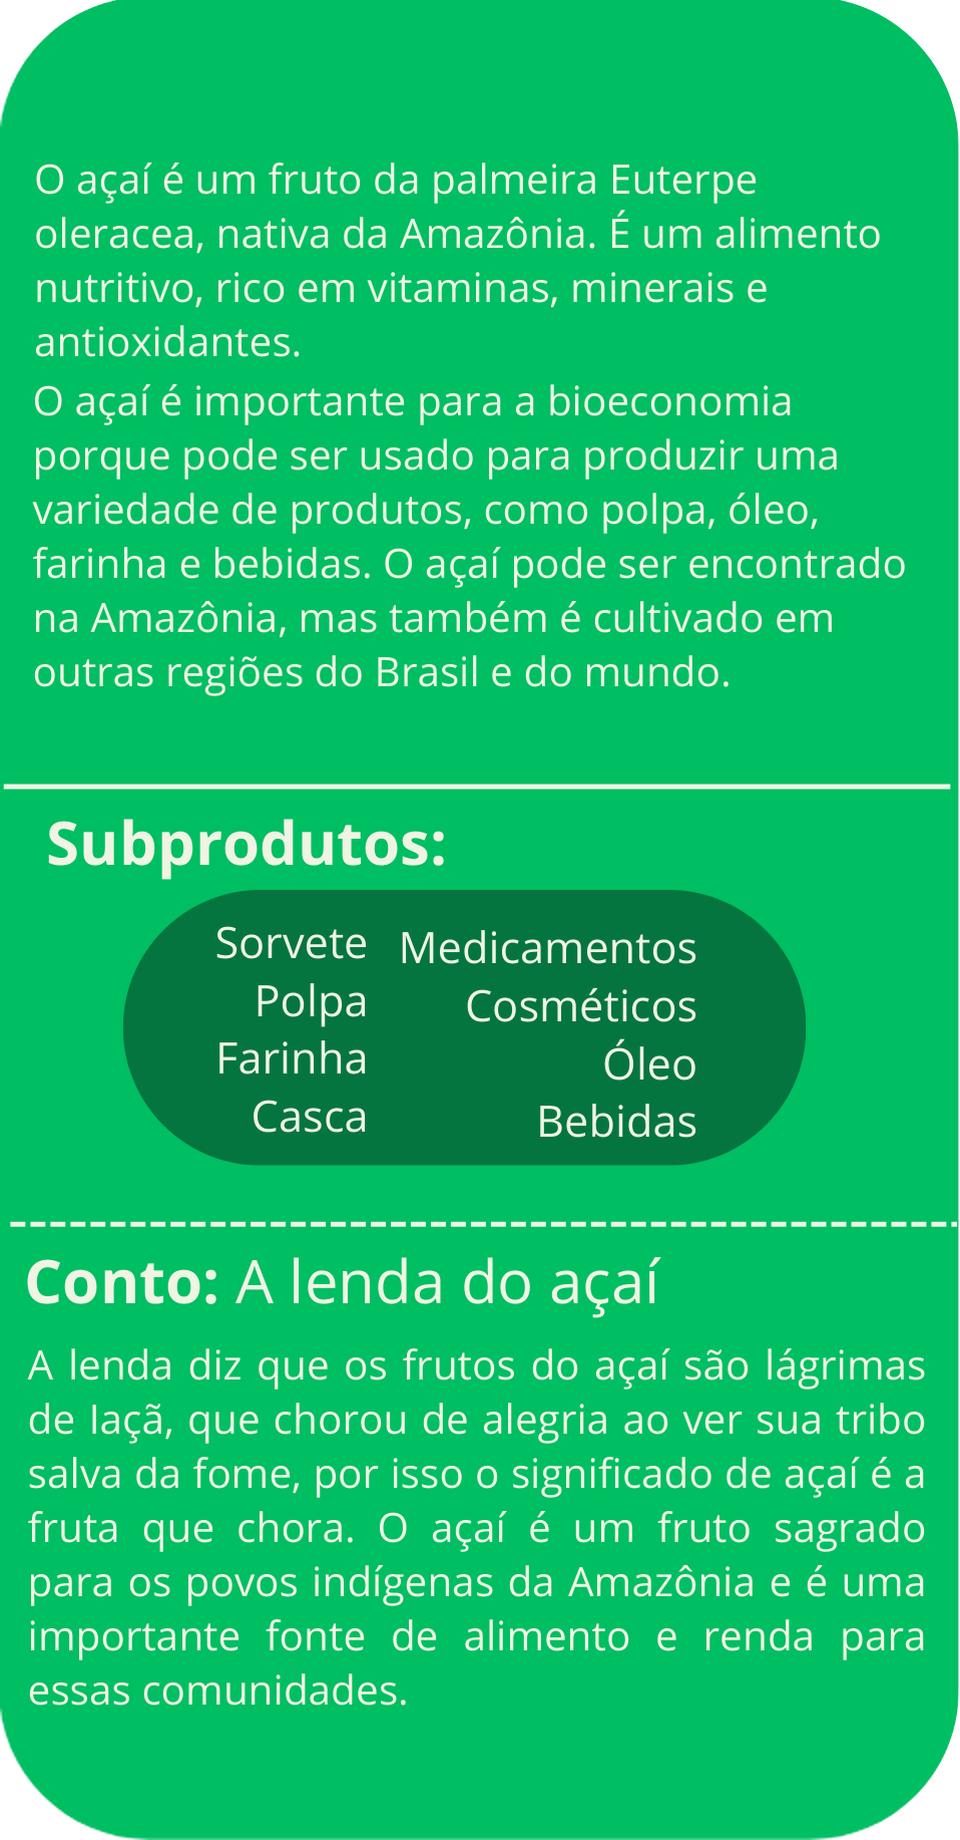 O açaí é um fruto da palmeira Euterpe
oleracea, nativa da Amazônia. É um alimento
nutritivo, rico em vitaminas, minerais e
antioxidantes.
O açaí é importante para a bioeconomia
porque pode ser usado para produzir uma
variedade de produtos, como polpa, óleo,
farinha e bebidas. O açaí pode ser encontrado
na Amazônia, mas também é cultivado em
outras regiões do Brasil e do mundo.
Subprodutos:
Sorvete
Polpa
Farinha
Casca
Medicamentos
Cosméticos
Óleo
Bebidas
Conto: A lenda do açaí
A lenda diz que os frutos do açaí são lágrimas
de Iaçã, que chorou de alegria ao ver sua tribo
salva da fome, por isso o significado de açaí é a
fruta que chora. O açaí é um fruto sagrado
para os povos indígenas da Amazônia e é uma
importante fonte de alimento e renda para
essas comunidades.